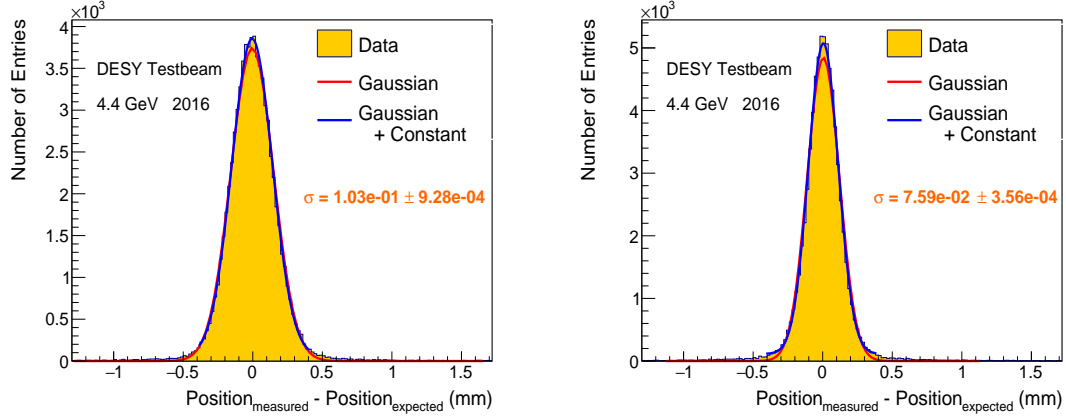 ×10³
4
3.5
3
2.5
2
1.5
1
0.5
0
Number of Entries
DESY Testbeam
4.4 GeV 2016
Data
Gaussian
Gaussian
+ Constant
σ = 1.03e-01 ± 9.28e-04
−1 −0.5 0 0.5 1 1.5
Position measured - Position expected (mm)
×10³
5
4
3
2
1
0
Number of Entries
DESY Testbeam
4.4 GeV 2016
Data
Gaussian
Gaussian
+ Constant
σ = 7.59e-02 ± 3.56e-04
−1 −0.5 0 0.5 1 1.5
Position measured - Position expected (mm)